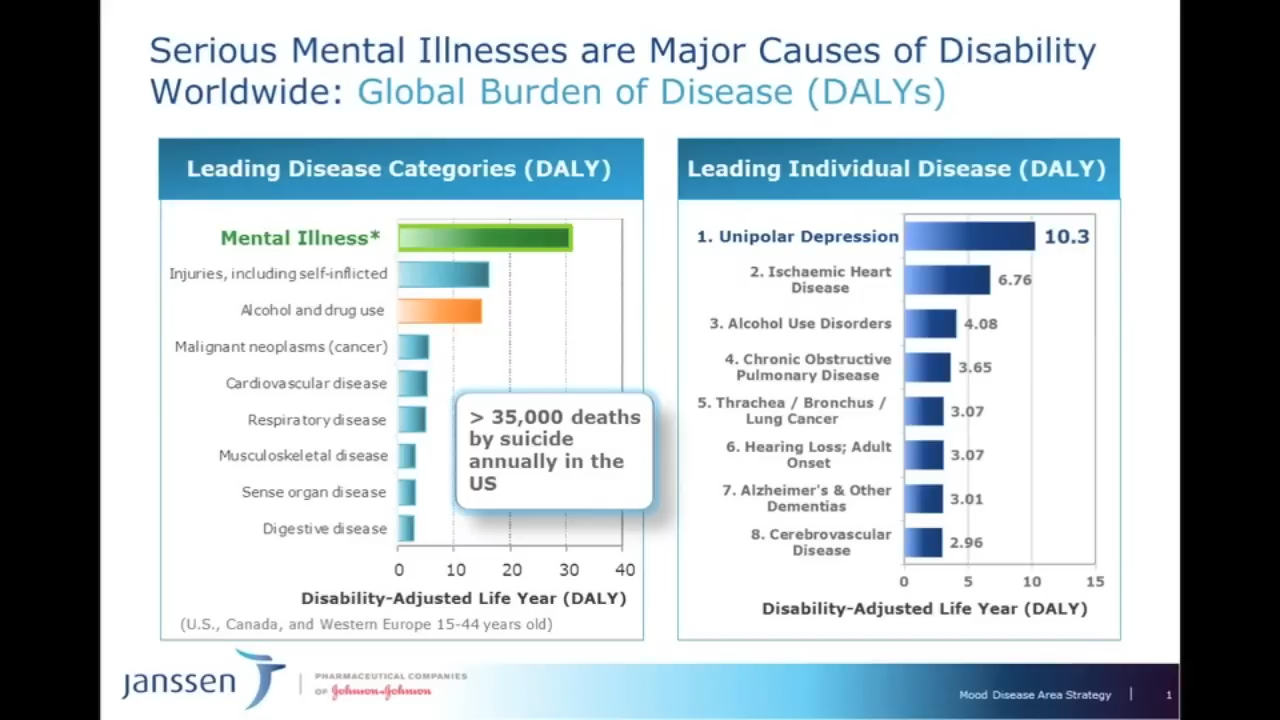 Serious Mental Illnesses are Major Causes of Disability
Worldwide: Global Burden of Disease (DALYs)
Leading Disease Categories (DALY)
Mental Illness*
Injuries, including self-inflicted
Alcohol and drug use
Malignant neoplasms (cancer)
Cardiovascular disease
Respiratory disease
Musculoskeletal disease
Sense organ disease
Digestive disease
> 35,000 deaths
by suicide
annually in the
US
0 10 20 30 40
Disability-Adjusted Life Year (DALY)
(U.S., Canada, and Western Europe 15-44 years old)
Leading Individual Disease (DALY)
1. Unipolar Depression 10.3
2. Ischaemic Heart
Disease 6.76
3. Alcohol Use Disorders 4.08
4. Chronic Obstructive
Pulmonary Disease 3.65
5. Thrachea / Bronchus /
Lung Cancer 3.07
6. Hearing Loss; Adult
Onset 3.07
7. Alzheimer's & Other
Dementias 3.01
8. Cerebrovascular
Disease 2.96
0 5 10 15
Disability-Adjusted Life Year (DALY)
janssen
PHARMACEUTICAL COMPANIES
OF Johnson & Johnson
Mood Disease Area Strategy | 1